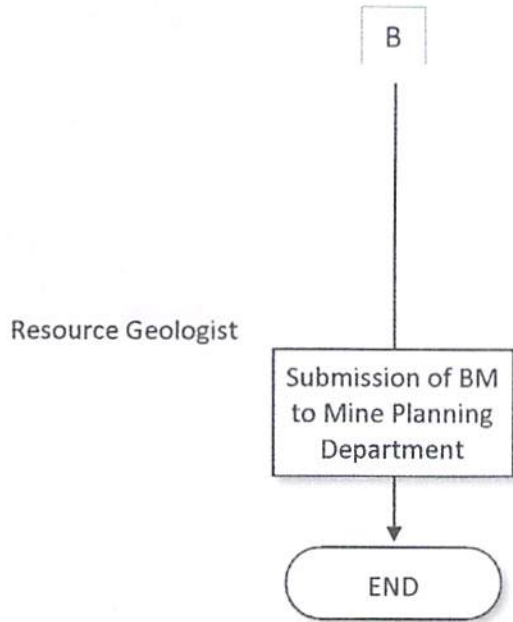 B
Resource Geologist
Submission of BM
to Mine Planning
Department
END